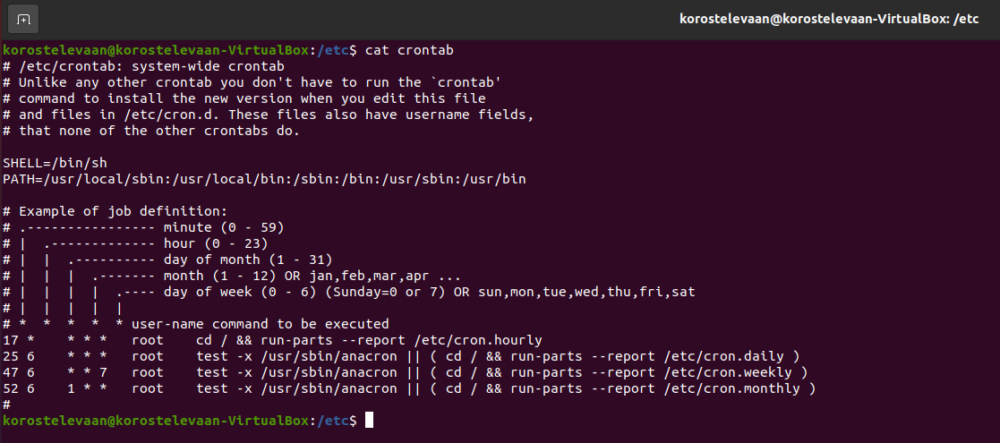 korostelevaan@korostelevaan-VirtualBox: /etc
korostelevaan@korostelevaan-VirtualBox:/etc$ cat crontab
# /etc/crontab: system-wide crontab
# Unlike any other crontab you don't have to run the `crontab'
# command to install the new version when you edit this file
# and files in /etc/cron.d. These files also have username fields,
# that none of the other crontabs do.

SHELL=/bin/sh
PATH=/usr/local/sbin:/usr/local/bin:/sbin:/bin:/usr/sbin:/usr/bin

# Example of job definition:
# .---------------- minute (0 - 59)
# |  .------------- hour (0 - 23)
# |  |  .---------- day of month (1 - 31)
# |  |  |  .------- month (1 - 12) OR jan,feb,mar,apr ...
# |  |  |  |  .---- day of week (0 - 6) (Sunday=0 or 7) OR sun,mon,tue,wed,thu,fri,sat
# |  |  |  |  |
# *  *  *  *  * user-name command to be executed
17 *    * * *   root    cd / && run-parts --report /etc/cron.hourly
25 6    * * *   root    test -x /usr/sbin/anacron || ( cd / && run-parts --report /etc/cron.daily )
47 6    * * 7   root    test -x /usr/sbin/anacron || ( cd / && run-parts --report /etc/cron.weekly )
52 6    1 * *   root    test -x /usr/sbin/anacron || ( cd / && run-parts --report /etc/cron.monthly )
#
korostelevaan@korostelevaan-VirtualBox:/etc$